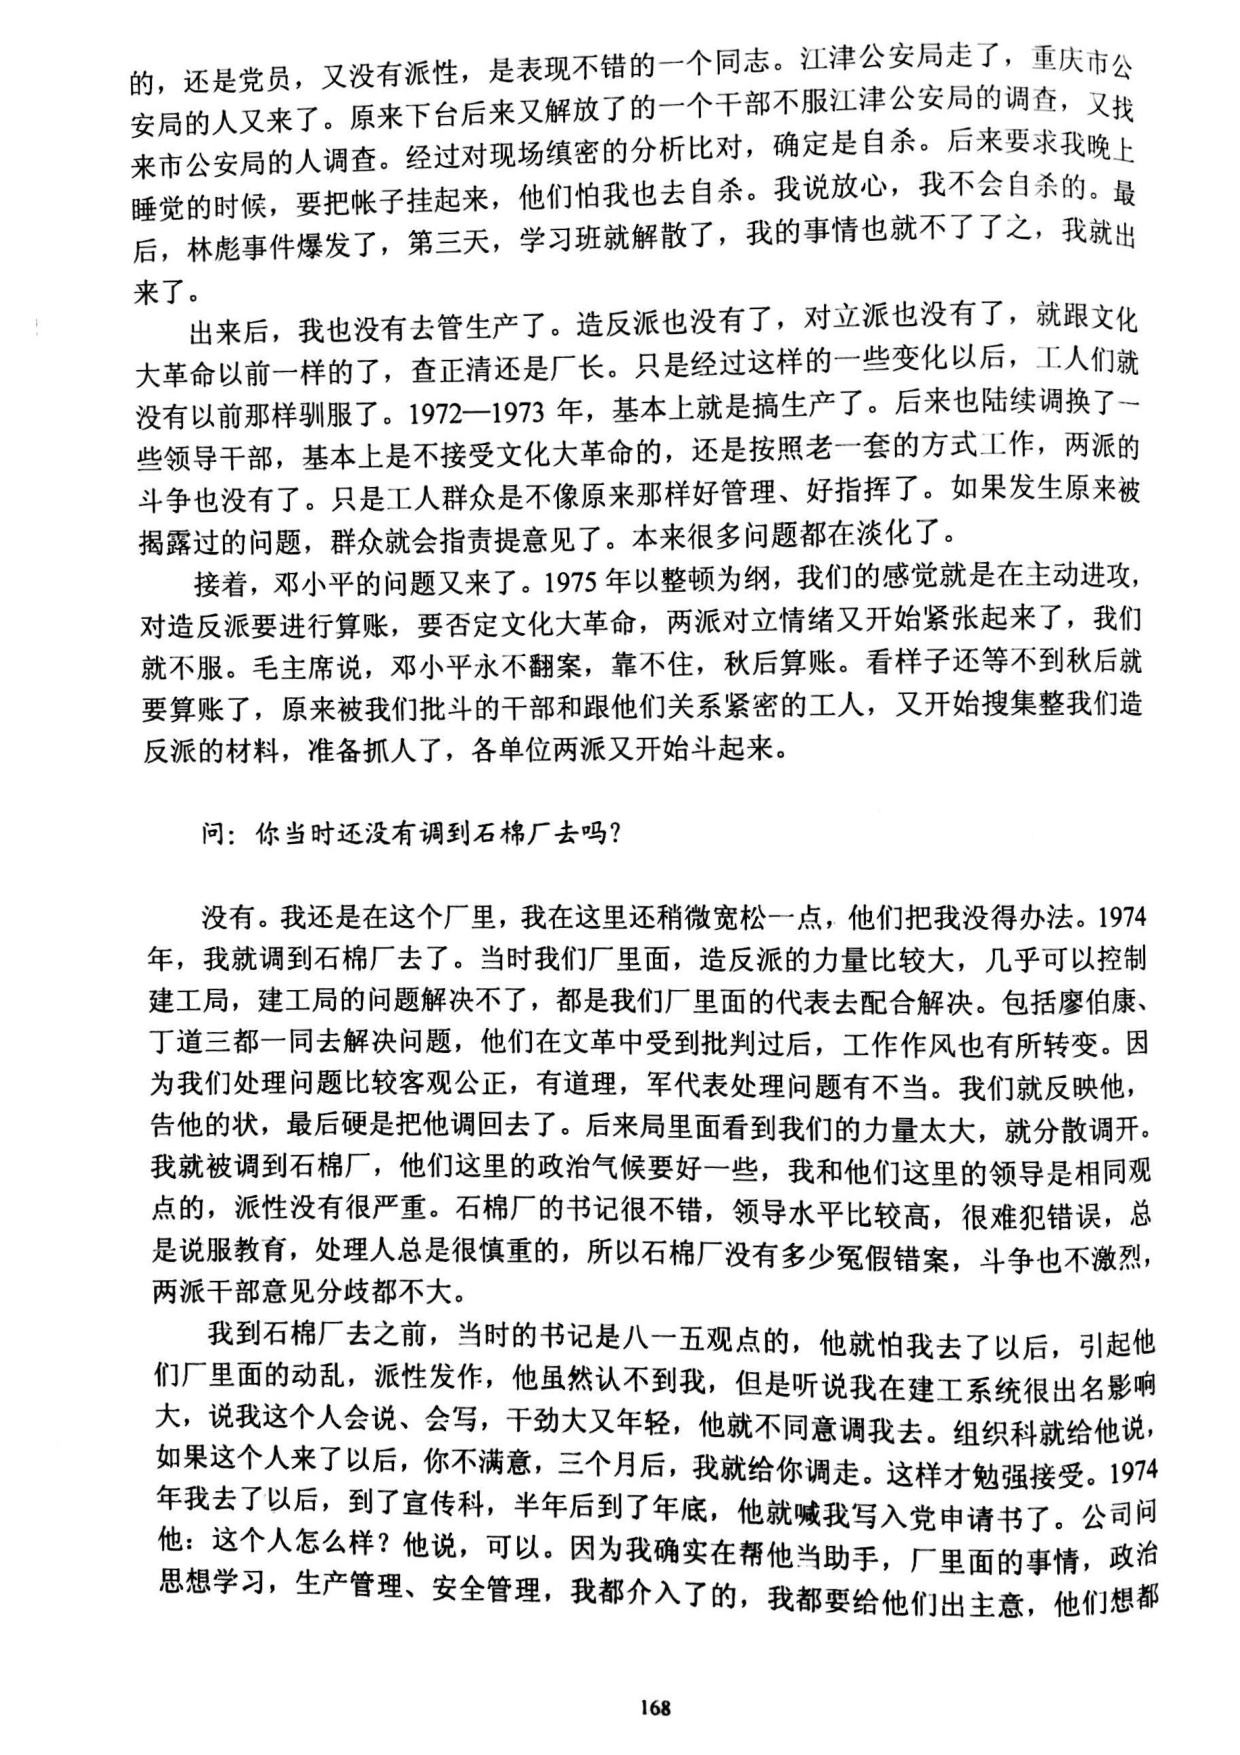 的，还是党员，又没有派性，是表现不错的一个同志。江津公安局走了，重庆市公
安局的人又来了。原来下台后来又解放了的一个干部不服江津公安局的调查，又找
来市公安局的人调查。经过对现场缜密的分析比对，确定是自杀。后来要求我晚上
睡觉的时候，要把帐子挂起来，他们怕我也去自杀。我说放心，我不会自杀的。最
后，林彪事件爆发了，第三天，学习班就解散了，我的事情也就不了了之，我就出
来了。
出来后，我也没有去管生产了。造反派也没有了，对立派也没有了，就跟文化
大革命以前一样的了，查正清还是厂长。只是经过这样的一些变化以后，工人们就
没有以前那样驯服了。1972—1973 年，基本上就是搞生产了。后来也陆续调换了一
些领导干部，基本上是不接受文化大革命的，还是按照老一套的方式工作，两派的
斗争也没有了。只是工人群众是不像原来那样好管理、好指挥了。如果发生原来被
揭露过的问题，群众就会指责提意见了。本来很多问题都在淡化了。
接着，邓小平的问题又来了。1975 年以整顿为纲，我们的感觉就是在主动进攻，
对造反派要进行算账，要否定文化大革命，两派对立情绪又开始紧张起来了，我们
就不服。毛主席说，邓小平永不翻案，靠不住，秋后算账。看样子还等不到秋后就
要算账了，原来被我们批斗的干部和跟他们关系紧密的工人，又开始搜集整我们造
反派的材料，准备抓人了，各单位两派又开始斗起来。
问：你当时还没有调到石棉厂去吗？
没有。我还是在这个厂里，我在这里还稍微宽松一点，他们把我没得办法。1974
年，我就调到石棉厂去了。当时我们厂里面，造反派的力量比较大，几乎可以控制
建工局，建工局的问题解决不了，都是我们厂里面的代表去配合解决。包括廖伯康、
丁道三都一同去解决问题，他们在文革中受到批判过后，工作作风也有所转变。因
为我们处理问题比较客观公正，有道理，军代表处理问题有不当。我们就反映他，
告他的状，最后硬是把他调回去了。后来局里面看到我们的力量太大，就分散调开。
我就被调到石棉厂，他们这里的政治气候要好一些，我和他们这里的领导是相同观
点的，派性没有很严重。石棉厂的书记很不错，领导水平比较高，很难犯错误，总
是说服教育，处理人总是很慎重的，所以石棉厂没有多少冤假错案，斗争也不激烈，
两派干部意见分歧都不大。
我到石棉厂去之前，当时的书记是八一五观点的，他就怕我去了以后，引起他
们厂里面的动乱，派性发作，他虽然认不到我，但是听说我在建工系统很出名影响
大，说我这个人会说、会写，干劲大又年轻，他就不同意调我去。组织科就给他说，
如果这个人来了以后，你不满意，三个月后，我就给你调走。这样才勉强接受。1974
年我去了以后，到了宣传科，半年后到了年底，他就喊我写入党申请书了。公司问
他：这个人怎么样？他说，可以。因为我确实在帮他当助手，厂里面的事情，政治
思想学习，生产管理、安全管理，我都介入了的，我都要给他们出主意，他们想都
168